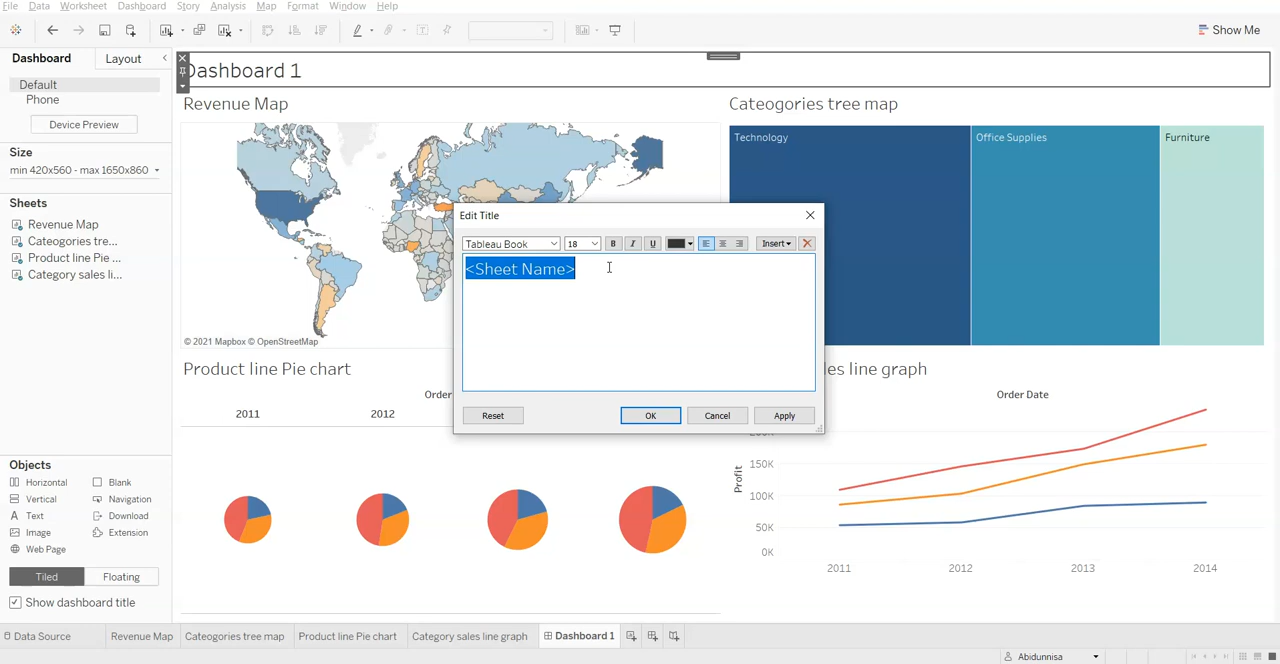 File Data Worksheet Dashboard Story Analysis Map Format Window Help
Show Me
Dashboard Layout
Default
Phone
Device Preview
Size
min 420x560 - max 1650x860
Sheets
Revenue Map
Cateogories tre...
Product line Pie ...
Category sales li...
Objects
Horizontal Blank
Vertical Navigation
Text Download
Image Extension
Web Page
Tiled Floating
Show dashboard title
Dashboard 1
Revenue Map
© 2021 Mapbox © OpenStreetMap
Cateogories tree map
Technology Office Supplies Furniture
Edit Title
Tableau Book 18 B I U Insert
<Sheet Name>
Reset OK Cancel Apply
Product line Pie chart
Order
2011 2012
les line graph
Order Date
Profit
150K
100K
50K
0K
2011 2012 2013 2014
Data Source Revenue Map Cateogories tree map Product line Pie chart Category sales line graph Dashboard 1
Abidunnisa